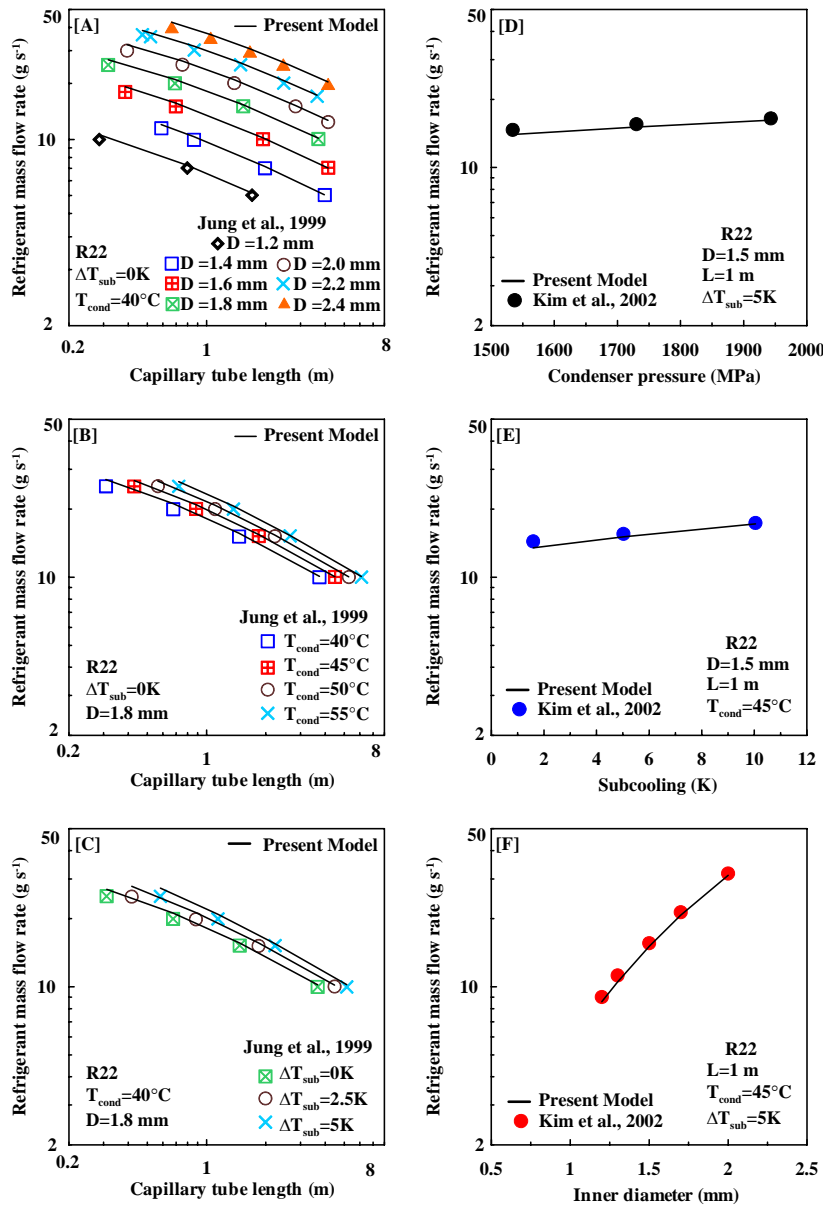 [A]
Present Model
50
10
2
0.2
1
8
Refrigerant mass flow rate (g s⁻¹)
Capillary tube length (m)
Jung et al., 1999
D =1.2 mm
D =1.4 mm
D =1.6 mm
D =1.8 mm
D =2.0 mm
D =2.2 mm
D =2.4 mm
R22
ΔT_sub=0K
T_cond=40°C
[D]
50
10
2
1500
1600
1700
1800
1900
2000
Refrigerant mass flow rate (g s⁻¹)
Condenser pressure (MPa)
R22
D=1.5 mm
L=1 m
ΔT_sub=5K
Present Model
Kim et al., 2002
[B]
Present Model
50
10
2
0.2
1
8
Refrigerant mass flow rate (g s⁻¹)
Capillary tube length (m)
Jung et al., 1999
T_cond=40°C
T_cond=45°C
T_cond=50°C
T_cond=55°C
R22
ΔT_sub=0K
D=1.8 mm
[E]
50
10
2
0
2
4
6
8
10
12
Refrigerant mass flow rate (g s⁻¹)
Subcooling (K)
R22
D=1.5 mm
L=1 m
T_cond=45°C
Present Model
Kim et al., 2002
[C]
Present Model
50
10
2
0.2
1
8
Refrigerant mass flow rate (g s⁻¹)
Capillary tube length (m)
Jung et al., 1999
ΔT_sub=0K
ΔT_sub=2.5K
ΔT_sub=5K
R22
T_cond=40°C
D=1.8 mm
[F]
50
10
2
0.5
1
1.5
2
2.5
Refrigerant mass flow rate (g s⁻¹)
Inner diameter (mm)
R22
L=1 m
T_cond=45°C
ΔT_sub=5K
Present Model
Kim et al., 2002